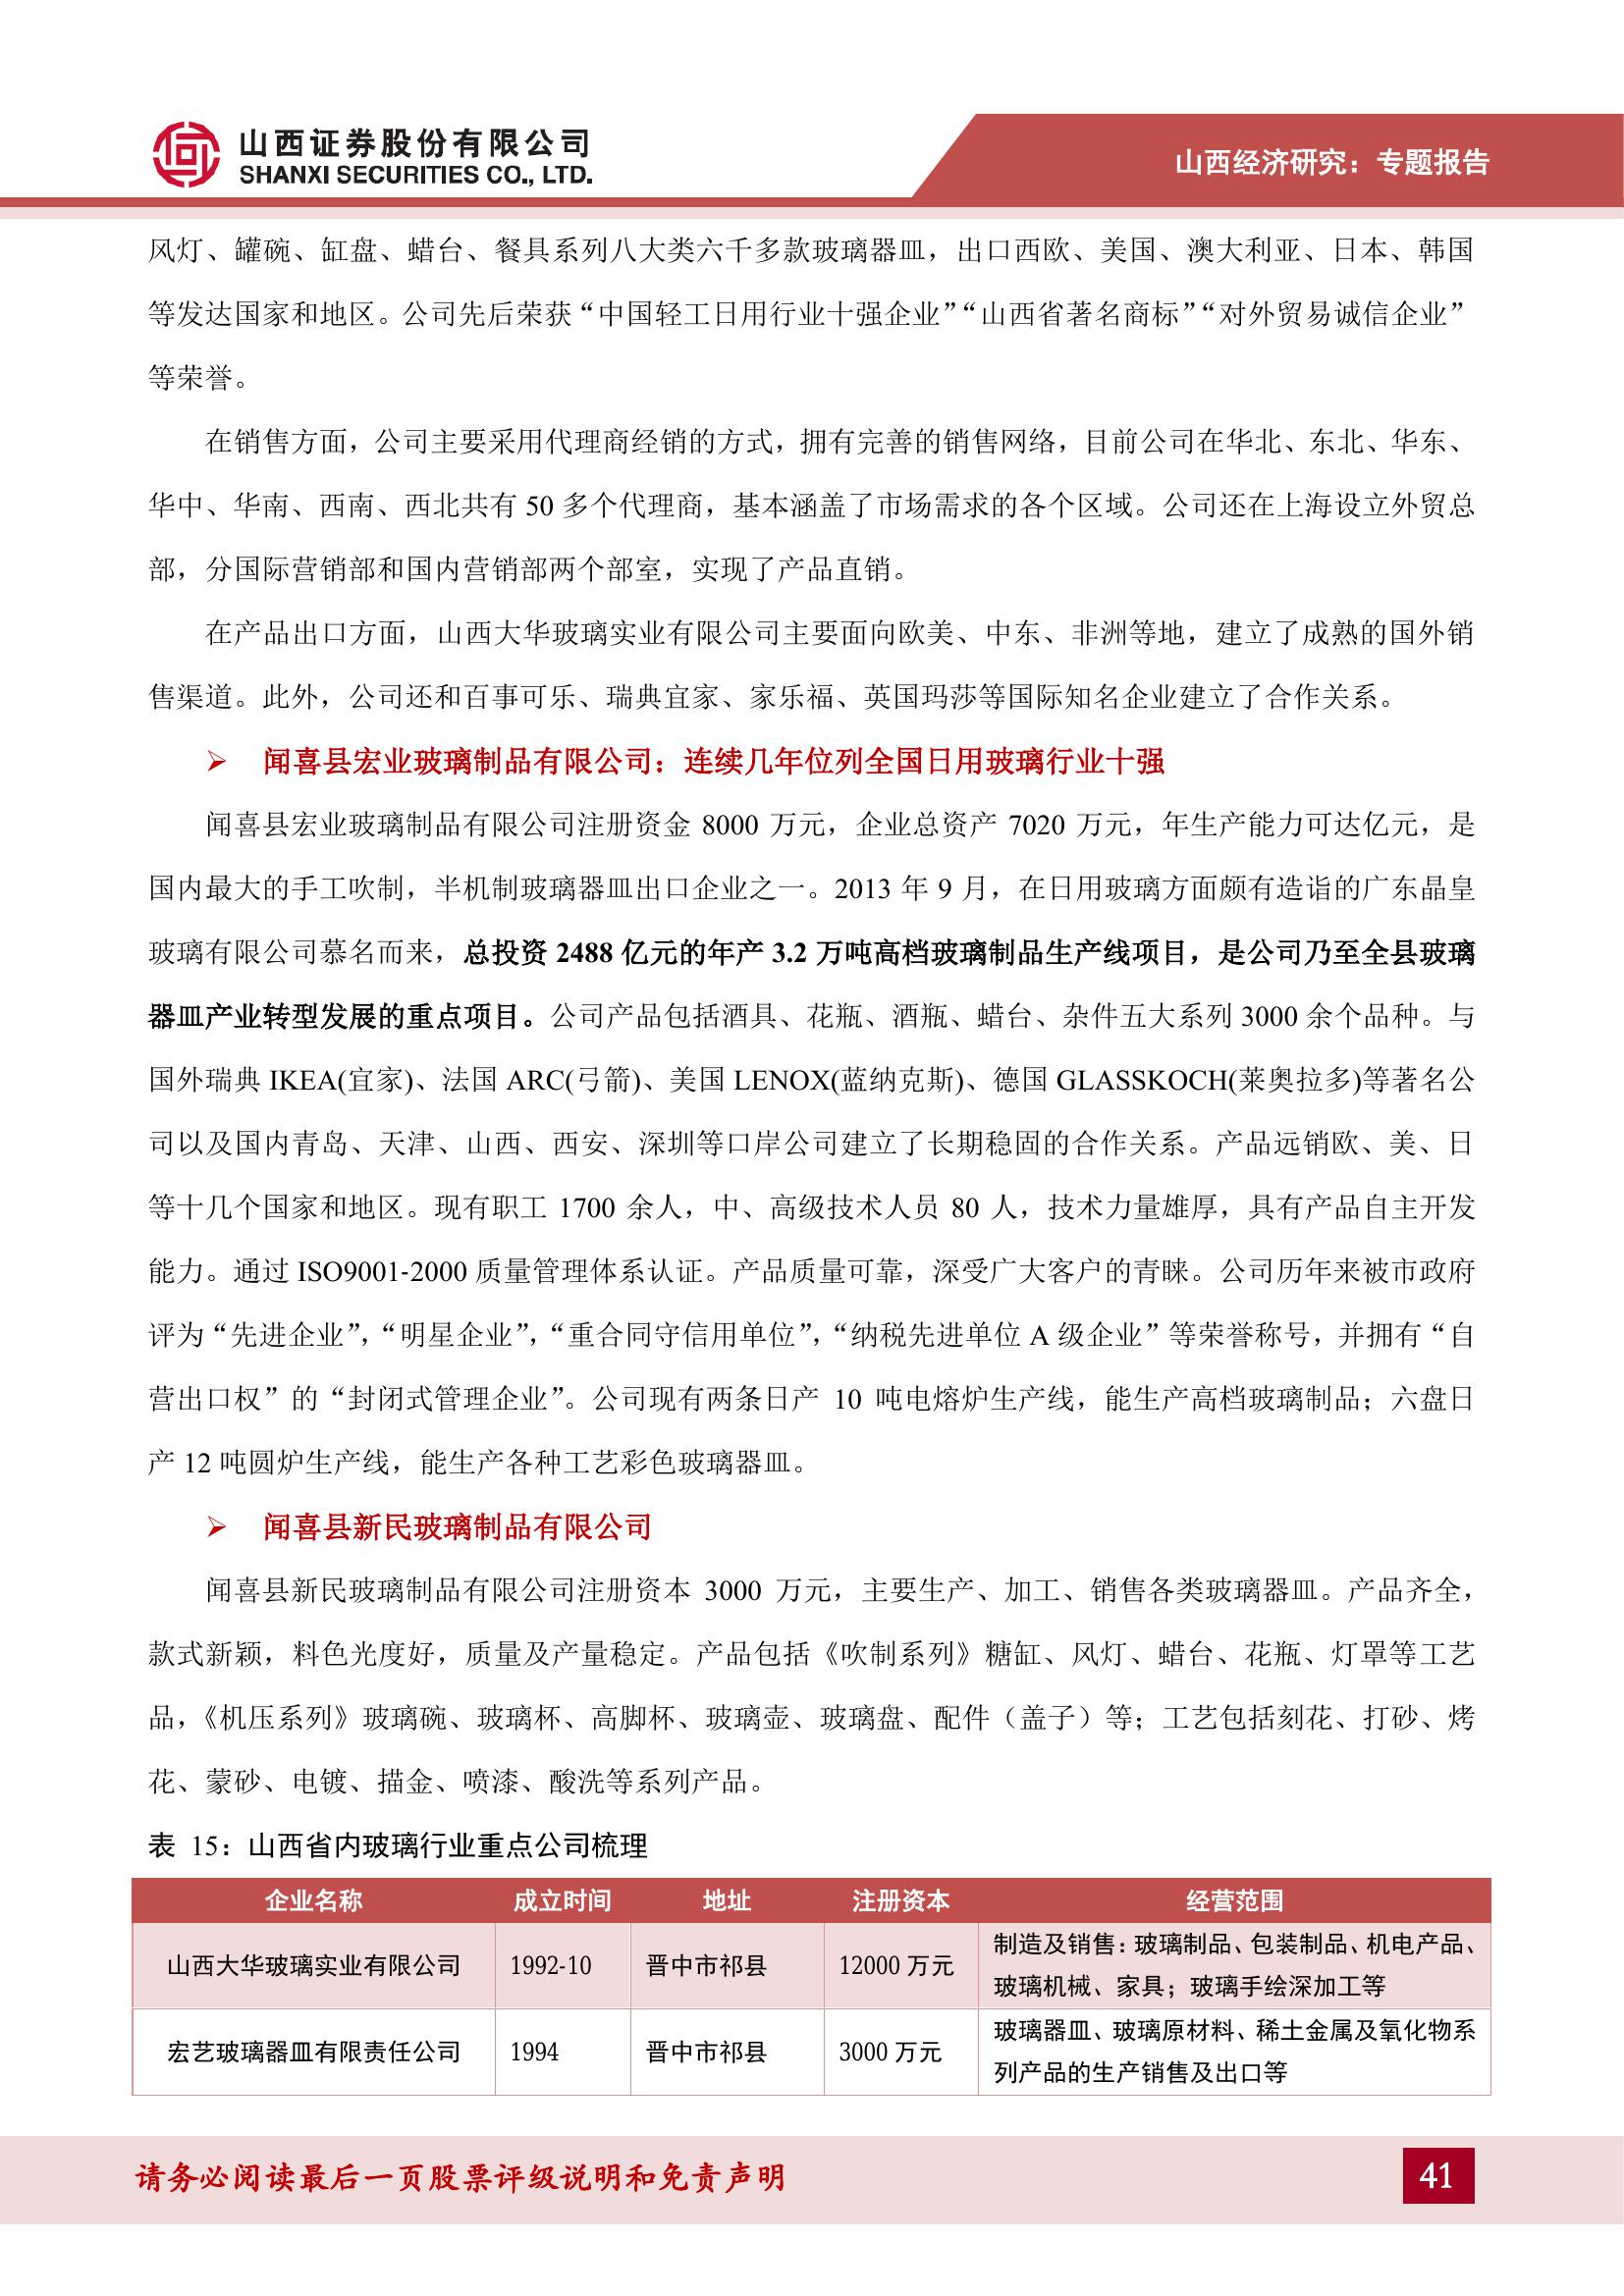 山西证券股份有限公司
SHANXI SECURITIES CO., LTD.
山西经济研究：专题报告
风灯、罐碗、缸盘、蜡台、餐具系列八大类六千多款玻璃器皿，出口西欧、美国、澳大利亚、日本、韩国
等发达国家和地区。公司先后荣获“中国轻工日用行业十强企业”“山西省著名商标”“对外贸易诚信企业”
等荣誉。
在销售方面，公司主要采用代理商经销的方式，拥有完善的销售网络，目前公司在华北、东北、华东、
华中、华南、西南、西北共有 50 多个代理商，基本涵盖了市场需求的各个区域。公司还在上海设立外贸总
部，分国际营销部和国内营销部两个部室，实现了产品直销。
在产品出口方面，山西大华玻璃实业有限公司主要面向欧美、中东、非洲等地，建立了成熟的国外销
售渠道。此外，公司还和百事可乐、瑞典宜家、家乐福、英国玛莎等国际知名企业建立了合作关系。
➢ 闻喜县宏业玻璃制品有限公司：连续几年位列全国日用玻璃行业十强
闻喜县宏业玻璃制品有限公司注册资金 8000 万元，企业总资产 7020 万元，年生产能力可达亿元，是
国内最大的手工吹制，半机制玻璃器皿出口企业之一。2013 年 9 月，在日用玻璃方面颇有造诣的广东晶皇
玻璃有限公司慕名而来，总投资 2488 亿元的年产 3.2 万吨高档玻璃制品生产线项目，是公司乃至全县玻璃
器皿产业转型发展的重点项目。公司产品包括酒具、花瓶、酒瓶、蜡台、杂件五大系列 3000 余个品种。与
国外瑞典 IKEA(宜家)、法国 ARC(弓箭)、美国 LENOX(蓝纳克斯)、德国 GLASSKOCH(莱奥拉多)等著名公
司以及国内青岛、天津、山西、西安、深圳等口岸公司建立了长期稳固的合作关系。产品远销欧、美、日
等十几个国家和地区。现有职工 1700 余人，中、高级技术人员 80 人，技术力量雄厚，具有产品自主开发
能力。通过 ISO9001-2000 质量管理体系认证。产品质量可靠，深受广大客户的青睐。公司历年来被市政府
评为“先进企业”，“明星企业”，“重合同守信用单位”，“纳税先进单位 A 级企业”等荣誉称号，并拥有“自
营出口权”的“封闭式管理企业”。公司现有两条日产 10 吨电熔炉生产线，能生产高档玻璃制品；六盘日
产 12 吨圆炉生产线，能生产各种工艺彩色玻璃器皿。
➢ 闻喜县新民玻璃制品有限公司
闻喜县新民玻璃制品有限公司注册资本 3000 万元，主要生产、加工、销售各类玻璃器皿。产品齐全，
款式新颖，料色光度好，质量及产量稳定。产品包括《吹制系列》糖缸、风灯、蜡台、花瓶、灯罩等工艺
品，《机压系列》玻璃碗、玻璃杯、高脚杯、玻璃壶、玻璃盘、配件（盖子）等；工艺包括刻花、打砂、烤
花、蒙砂、电镀、描金、喷漆、酸洗等系列产品。
表 15：山西省内玻璃行业重点公司梳理
企业名称 成立时间 地址 注册资本 经营范围
山西大华玻璃实业有限公司 1992-10 晋中市祁县 12000 万元 制造及销售：玻璃制品、包装制品、机电产品、
玻璃机械、家具；玻璃手绘深加工等
宏艺玻璃器皿有限责任公司 1994 晋中市祁县 3000 万元 玻璃器皿、玻璃原材料、稀土金属及氧化物系
列产品的生产销售及出口等
请务必阅读最后一页股票评级说明和免责声明
41